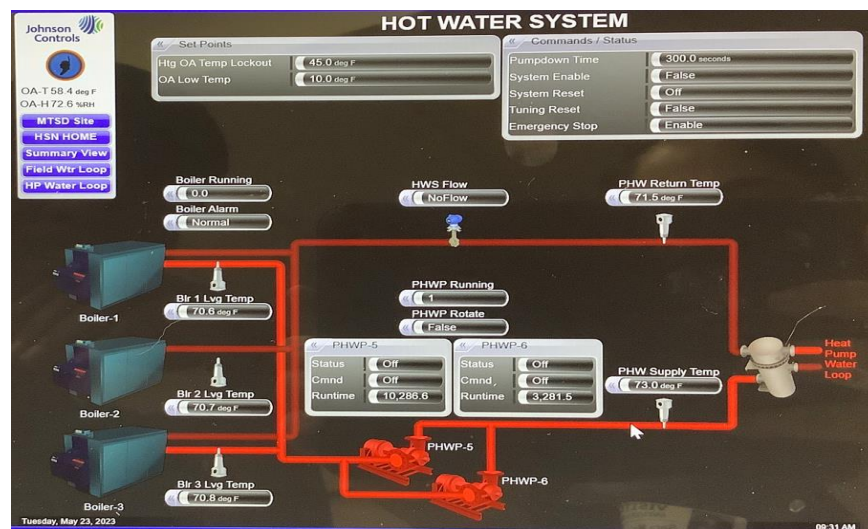 HOT WATER SYSTEM
Johnson
Controls
OA-T 58.4 deg F
OA-H 72.6 %RH
MTSD Site
HSN HOME
Summary View
Field Wtr Loop
HP Water Loop
Set Points
Htg OA Temp Lockout 45.0 deg F
OA Low Temp 10.0 deg F
Commands / Status
Pumpdown Time 300.0 seconds
System Enable False
System Reset Off
Tuning Reset False
Emergency Stop Enable
Boiler Running
0.0
Boiler Alarm
Normal
HWS Flow
NoFlow
PHW Return Temp
71.5 deg F
Boiler-1
Blr 1 Lvg Temp
70.6 deg F
PHWP Running
1
PHWP Rotate
False
PHWP-5
Status Off
Cmnd Off
Runtime 10,286.6
PHWP-6
Status Off
Cmnd Off
Runtime 3,281.5
PHW Supply Temp
73.0 deg F
Heat
Pump
Water
Loop
Boiler-2
Blr 2 Lvg Temp
70.7 deg F
PHWP-5
PHWP-6
Boiler-3
Blr 3 Lvg Temp
70.8 deg F
Tuesday, May 23, 2023
09:31 AM